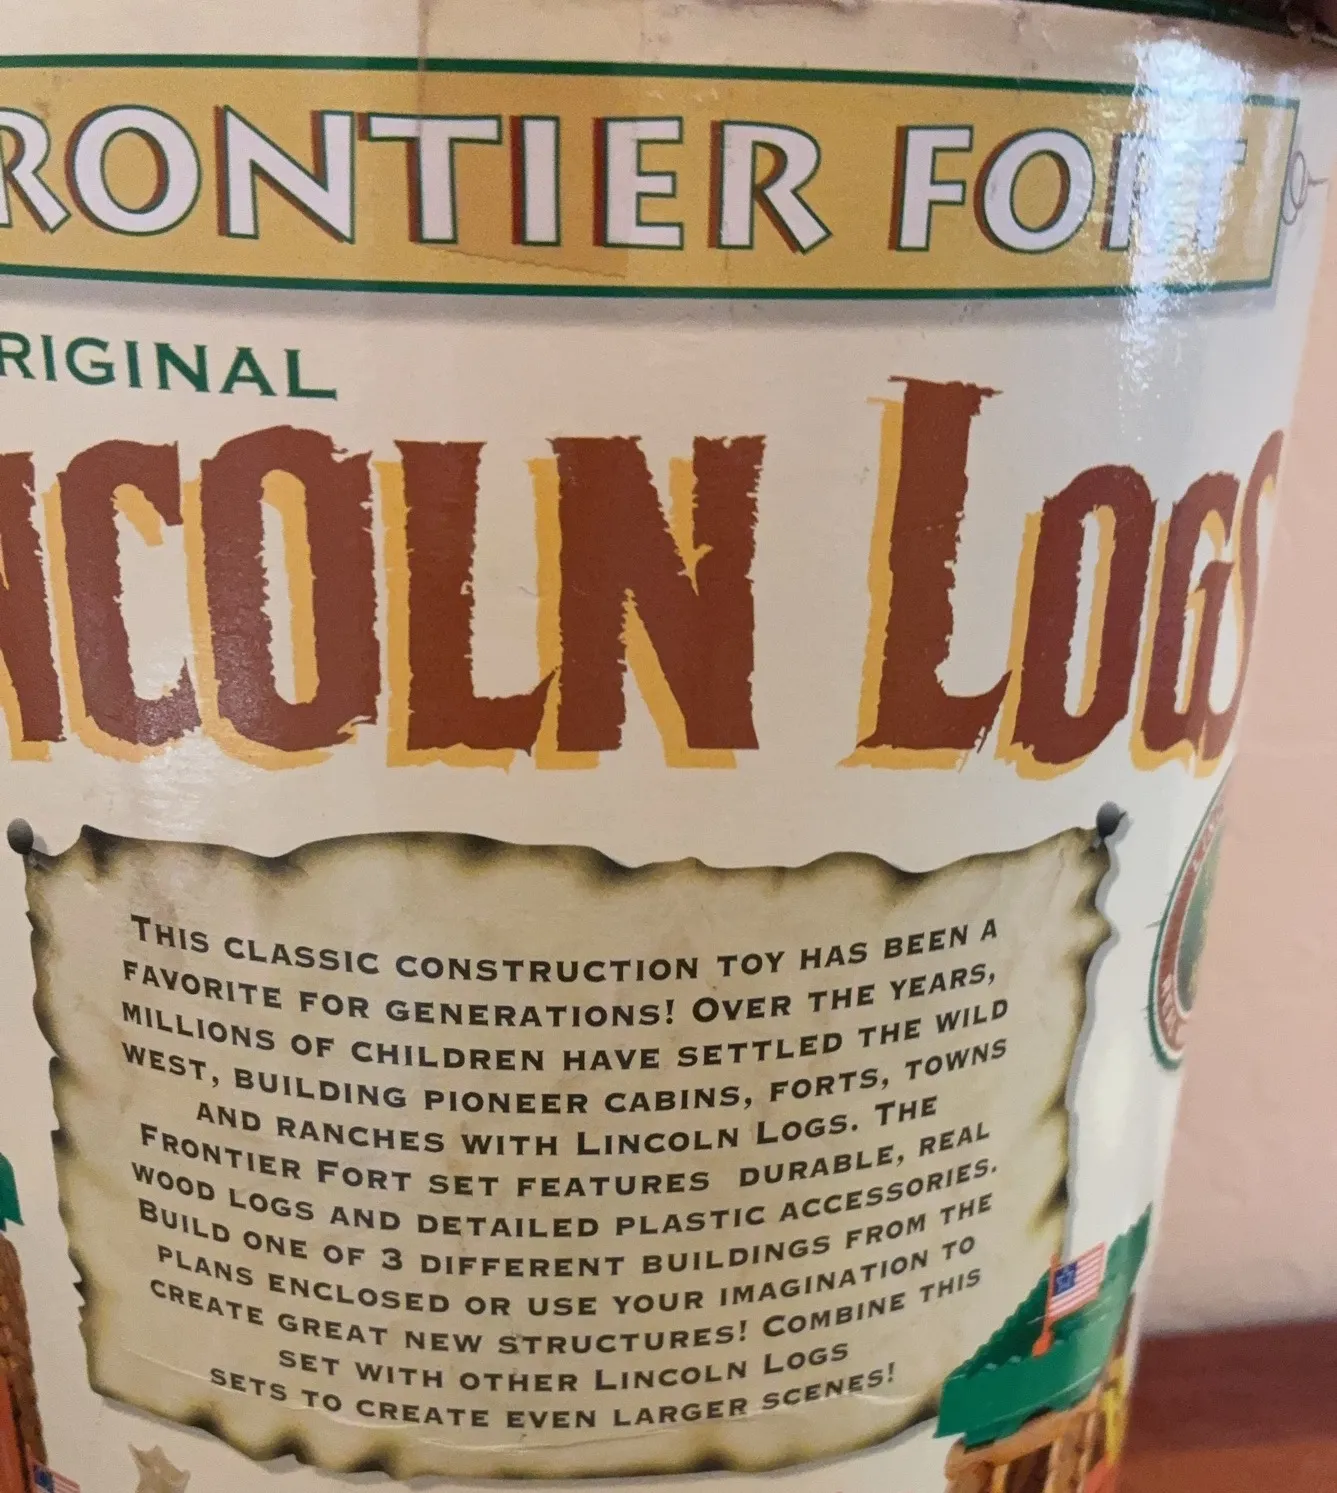 RONTIER FORT
RIGINAL
NCOLN LOGS
THIS CLASSIC CONSTRUCTION TOY HAS BEEN A
FAVORITE FOR GENERATIONS! OVER THE YEARS,
MILLIONS OF CHILDREN HAVE SETTLED THE WILD
WEST, BUILDING PIONEER CABINS, FORTS, TOWNS
AND RANCHES WITH LINCOLN LOGS. THE
FRONTIER FORT SET FEATURES DURABLE, REAL
WOOD LOGS AND DETAILED PLASTIC ACCESSORIES.
BUILD ONE OF 3 DIFFERENT BUILDINGS FROM THE
PLANS ENCLOSED OR USE YOUR IMAGINATION TO
CREATE GREAT NEW STRUCTURES! COMBINE THIS
SET WITH OTHER LINCOLN LOGS
SETS TO CREATE EVEN LARGER SCENES!